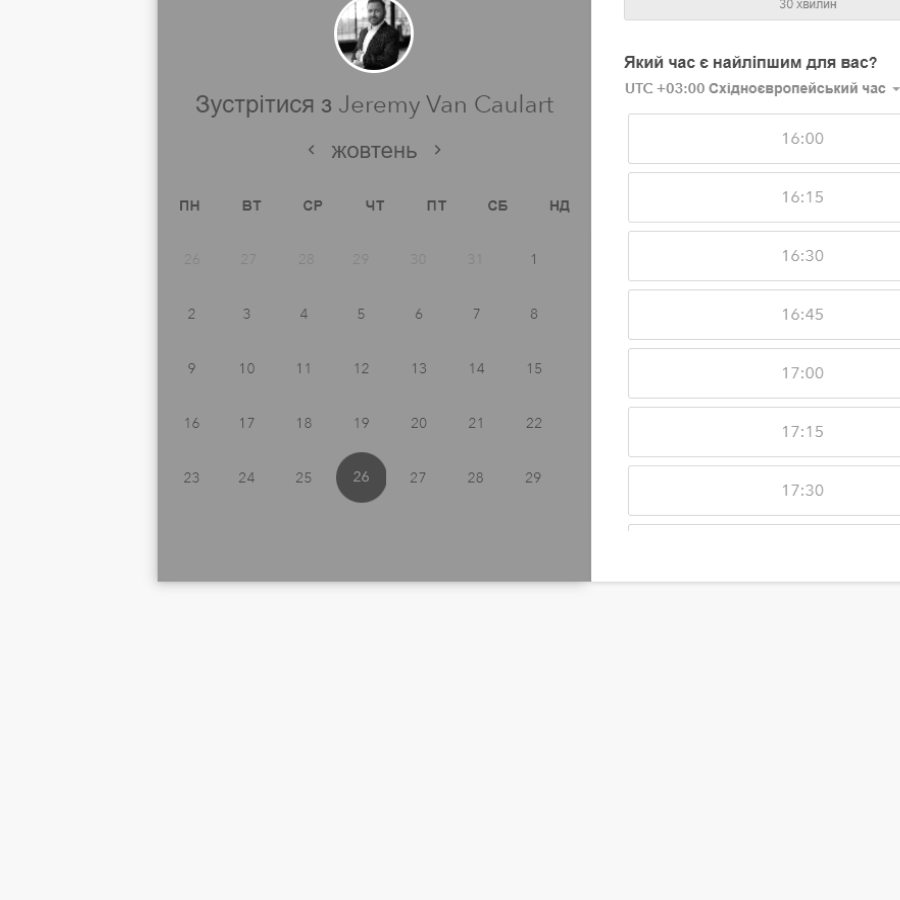 Зустрітися з Jeremy Van Caulart
жовтень
ПН ВТ СР ЧТ ПТ СБ НД
26 27 28 29 30 31 1
2 3 4 5 6 7 8
9 10 11 12 13 14 15
16 17 18 19 20 21 22
23 24 25 26 27 28 29
30 хвилин
Який час є найліпшим для вас?
UTC +03:00 Східноєвропейський час
16:00
16:15
16:30
16:45
17:00
17:15
17:30